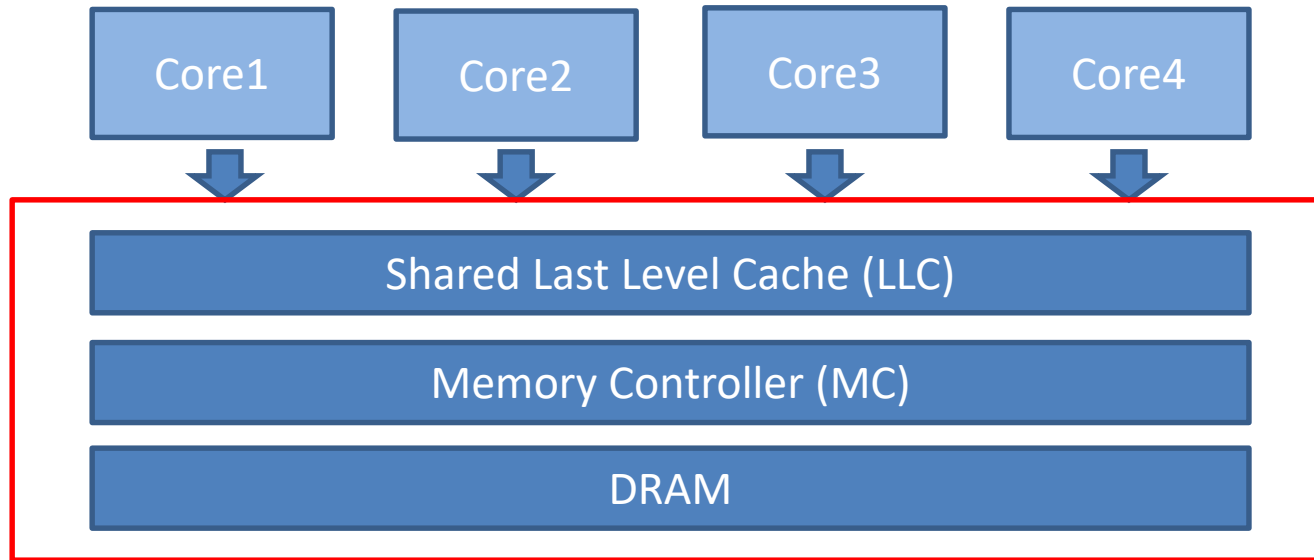 Core1
Core2
Core3
Core4
Shared Last Level Cache (LLC)
Memory Controller (MC)
DRAM